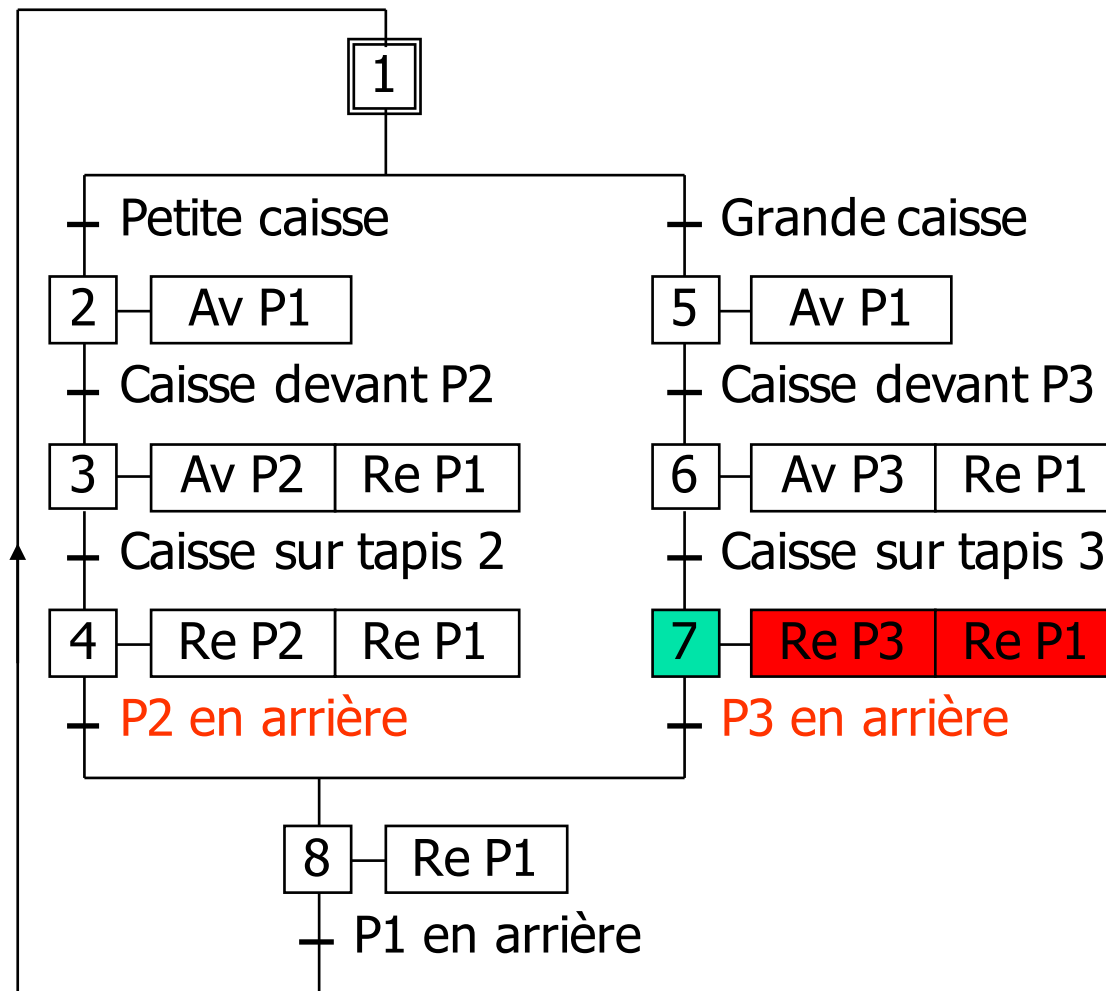 1
Petite caisse
Grande caisse
2 Av P1
5 Av P1
Caisse devant P2
Caisse devant P3
3 Av P2 Re P1
6 Av P3 Re P1
Caisse sur tapis 2
Caisse sur tapis 3
4 Re P2 Re P1
7 Re P3 Re P1
P2 en arrière
P3 en arrière
8 Re P1
P1 en arrière